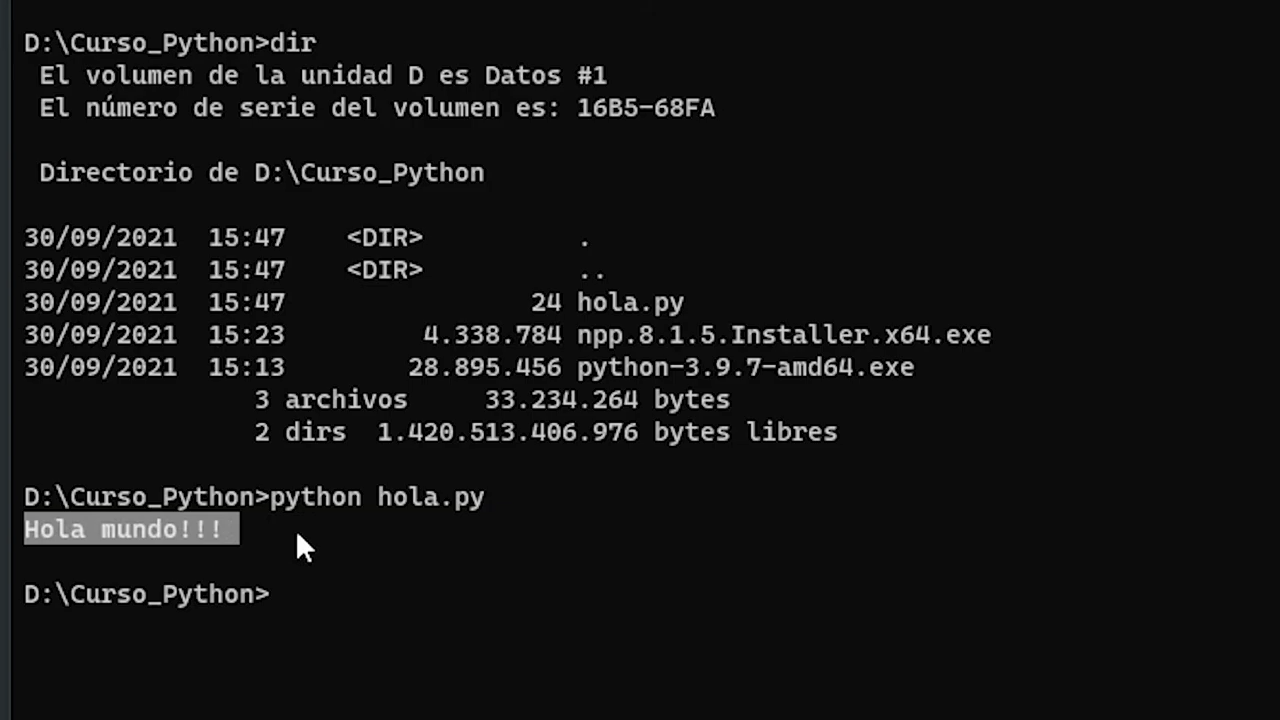 D:\Curso_Python>dir
El volumen de la unidad D es Datos #1
El número de serie del volumen es: 16B5-68FA
Directorio de D:\Curso_Python
30/09/2021  15:47    <DIR>          .
30/09/2021  15:47    <DIR>          ..
30/09/2021  15:47                24 hola.py
30/09/2021  15:23         4.338.784 npp.8.1.5.Installer.x64.exe
30/09/2021  15:13        28.895.456 python-3.9.7-amd64.exe
3 archivos     33.234.264 bytes
2 dirs  1.420.513.406.976 bytes libres
D:\Curso_Python>python hola.py
Hola mundo!!!
D:\Curso_Python>